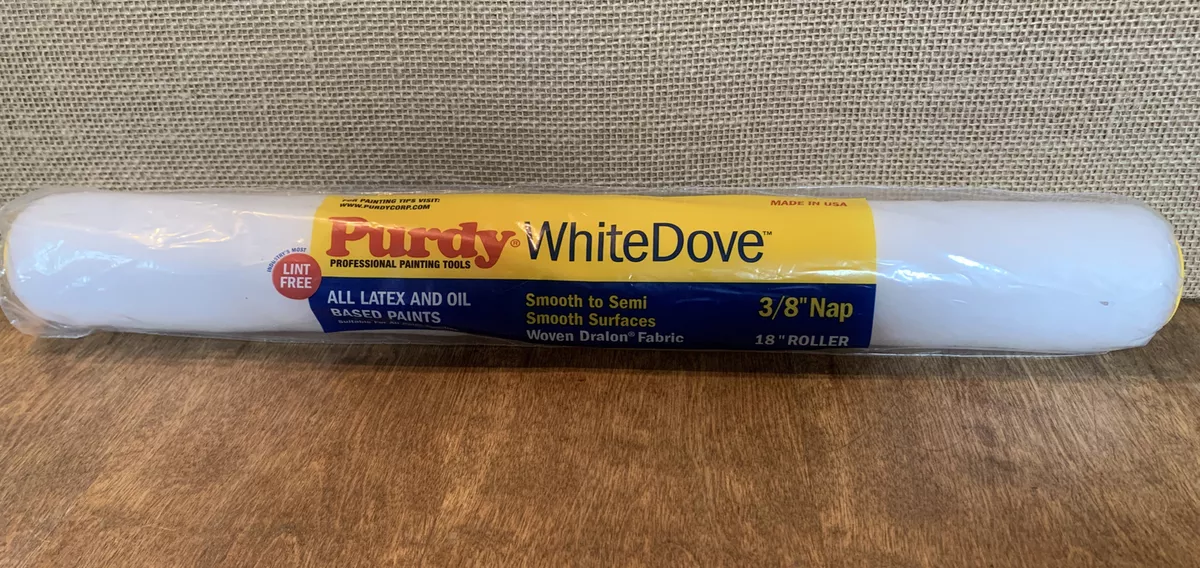 PAINTING TIPS VISIT:
WWW.PURDYCORP.COM
MADE IN USA
Purdy® WhiteDove™
PROFESSIONAL PAINTING TOOLS
INDUSTRY'S MOST
LINT
FREE
ALL LATEX AND OIL
BASED PAINTS
Smooth to Semi
Smooth Surfaces
Woven Dralon® Fabric
3/8" Nap
18" ROLLER